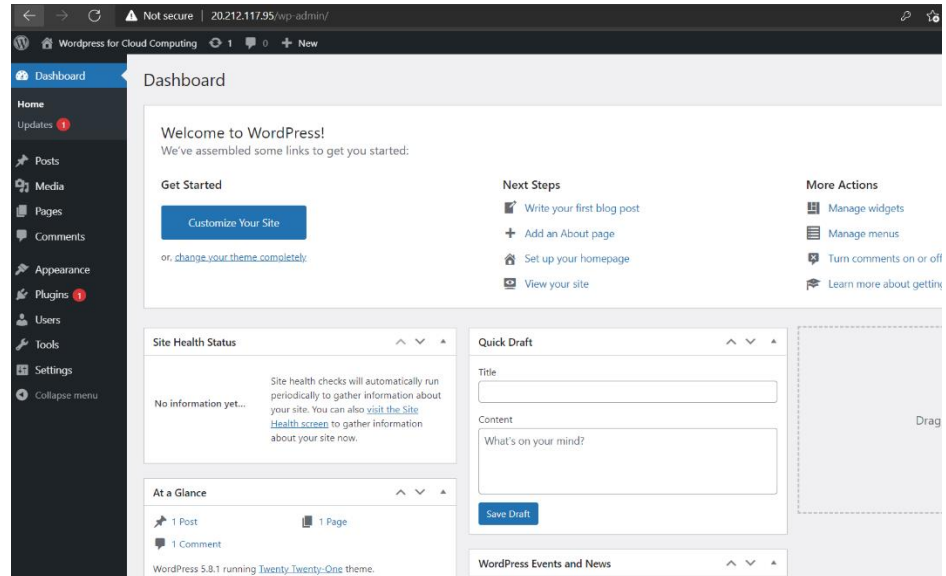 Not secure | 20.212.117.95/wp-admin/
Wordpress for Cloud Computing 1 0 + New
Dashboard
Home
Updates 1
Posts
Media
Pages
Comments
Appearance
Plugins 1
Users
Tools
Settings
Collapse menu
Dashboard
Welcome to WordPress!
We've assembled some links to get you started:
Get Started
Customize Your Site
or, change your theme completely
Next Steps
Write your first blog post
Add an About page
Set up your homepage
View your site
More Actions
Manage widgets
Manage menus
Turn comments on or off
Learn more about getting
Site Health Status
No information yet...
Site health checks will automatically run
periodically to gather information about
your site. You can also visit the Site
Health screen to gather information
about your site now.
At a Glance
1 Post
1 Page
1 Comment
WordPress 5.8.1 running Twenty Twenty-One theme.
Quick Draft
Title
Content
What's on your mind?
Save Draft
WordPress Events and News
Drag